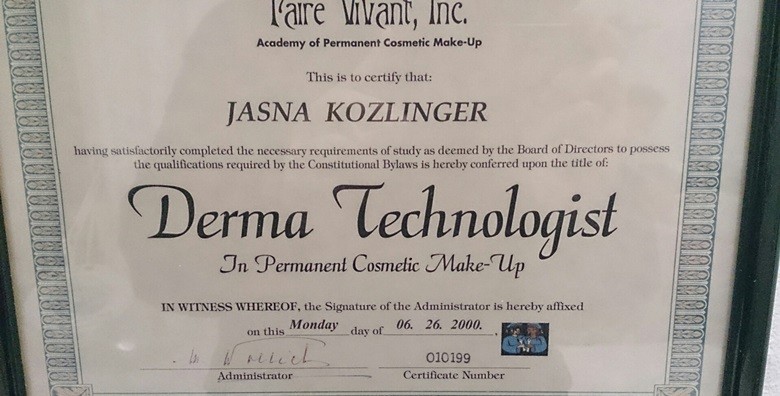 Faire Vivant, Inc.
Academy of Permanent Cosmetic Make-Up
This is to certify that:
JASNA KOZLINGER
having satisfactorily completed the necessary requirements of study as deemed by the Board of Directors to possess
the qualifications required by the Constitutional Bylaws is hereby conferred upon the title of:
Derma Technologist
In Permanent Cosmetic Make-Up
IN WITNESS WHEREOF, the Signature of the Administrator is hereby affixed
on this Monday day of 06. 26. 2000.
010199
Administrator Certificate Number